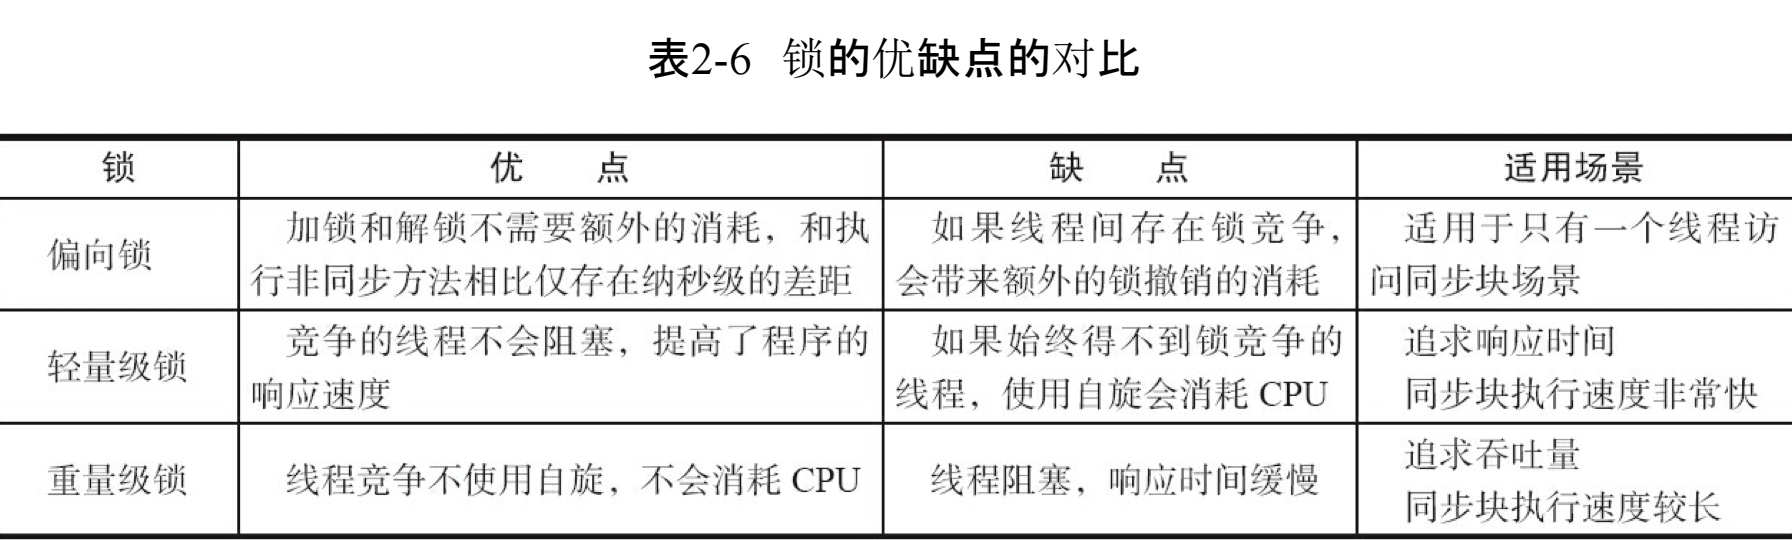 表2-6 锁的优缺点的对比
锁 优 点 缺 点 适用场景
偏向锁
加锁和解锁不需要额外的消耗，和执
行非同步方法相比仅存在纳秒级的差距
如果线程间存在锁竞争，
会带来额外的锁撤销的消耗
适用于只有一个线程访
问同步块场景
轻量级锁
竞争的线程不会阻塞，提高了程序的
响应速度
如果始终得不到锁竞争的
线程，使用自旋会消耗 CPU
追求响应时间
同步块执行速度非常快
重量级锁
线程竞争不使用自旋，不会消耗 CPU
线程阻塞，响应时间缓慢
追求吞吐量
同步块执行速度较长